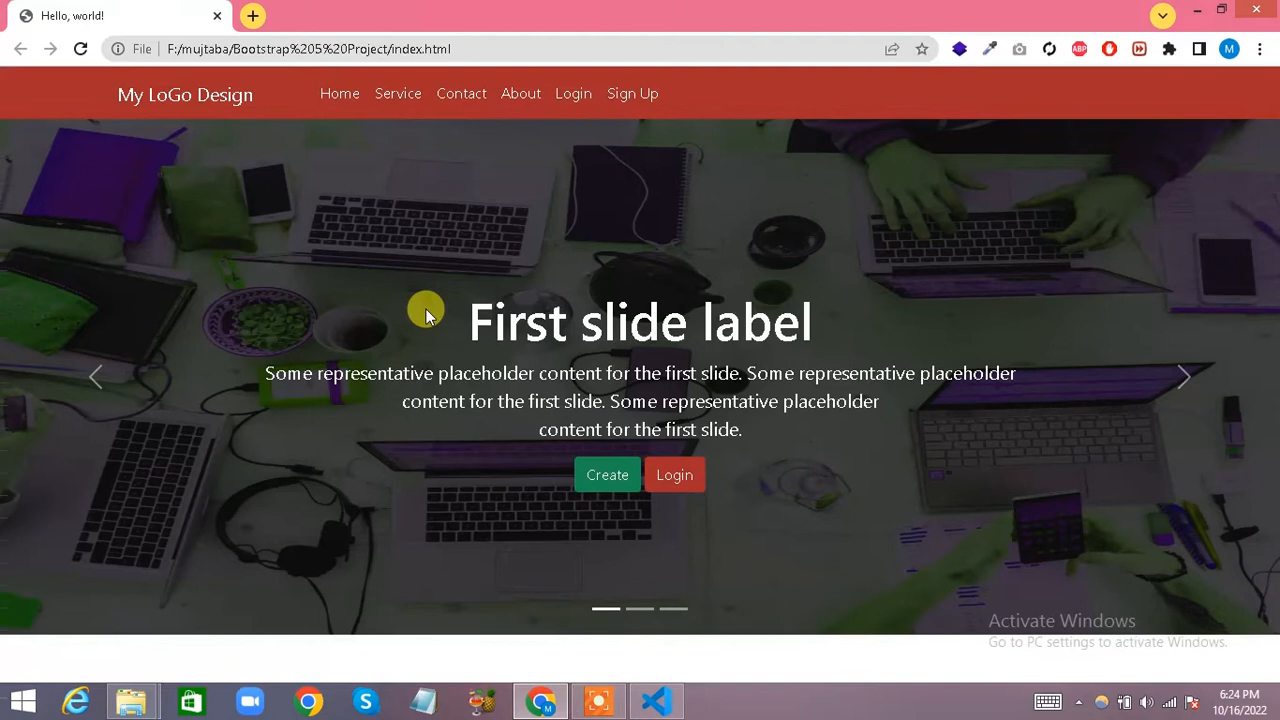 Hello, world!
File F:/mujtaba/Bootstrap%205%20Project/index.html
ABP
M
My LoGo Design Home Service Contact About Login Sign Up
First slide label
Some representative placeholder content for the first slide. Some representative placeholder
content for the first slide. Some representative placeholder
content for the first slide.
Create Login
Activate Windows
Go to PC settings to activate Windows.
6:24 PM
10/16/2022